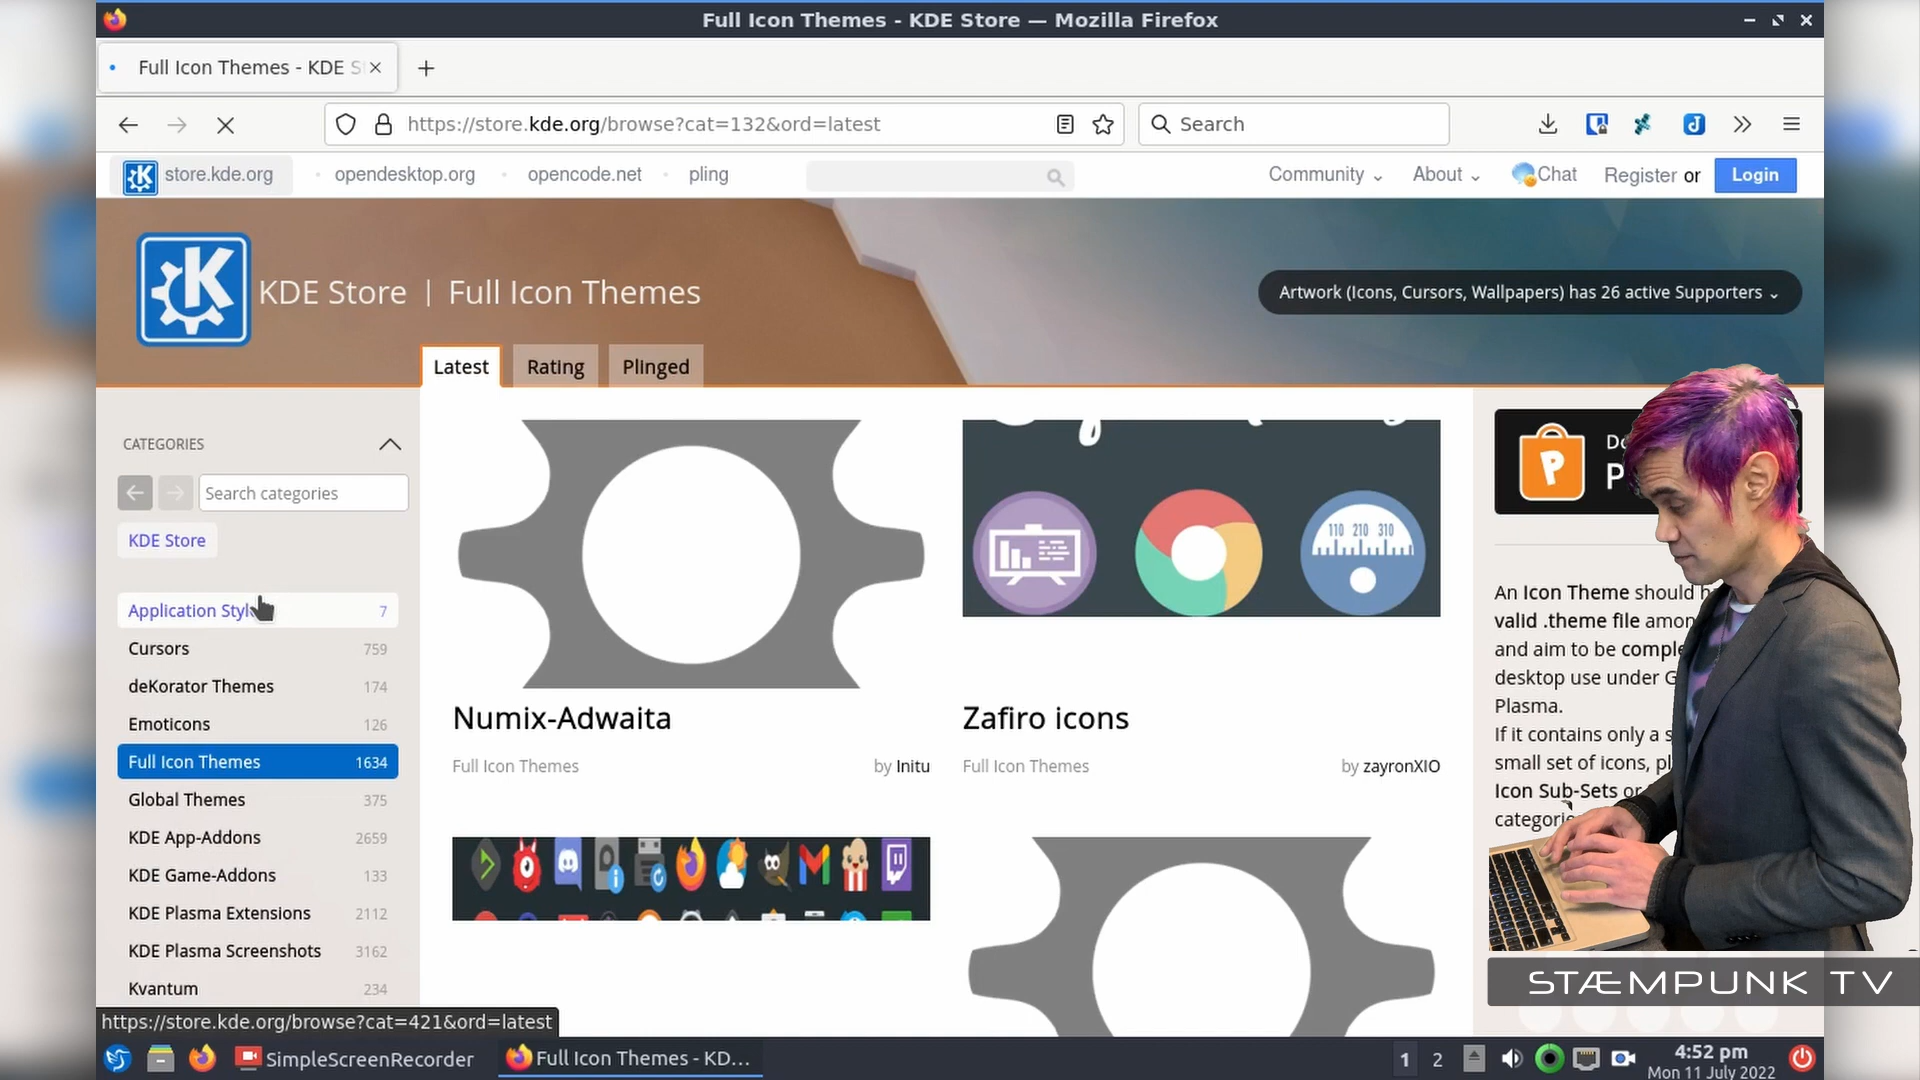 Full Icon Themes - KDE Store — Mozilla Firefox
Full Icon Themes - KDE S
https://store.kde.org/browse?cat=132&ord=latest
Search
store.kde.org
opendesktop.org
opencode.net
pling
Community
About
Chat
Register or
Login
KDE Store | Full Icon Themes
Artwork (Icons, Cursors, Wallpapers) has 26 active Supporters
Latest
Rating
Plinged
CATEGORIES
Search categories
KDE Store
Application Styl 7
Cursors 759
deKorator Themes 174
Emoticons 126
Full Icon Themes 1634
Global Themes 375
KDE App-Addons 2659
KDE Game-Addons 133
KDE Plasma Extensions 2112
KDE Plasma Screenshots 3162
Kvantum 234
110 210 310
Numix-Adwaita
Full Icon Themes
by Initu
Zafiro icons
Full Icon Themes
by zayronXIO
P
An Icon Theme should
valid .theme file
and aim to be
desktop use under
Plasma.
If it contains only a
small set of icons,
Icon Sub-Sets or
STÆMPUNK TV
https://store.kde.org/browse?cat=421&ord=latest
SimpleScreenRecorder
Full Icon Themes - KD...
1
2
4:52 pm
Mon 11 July 2022